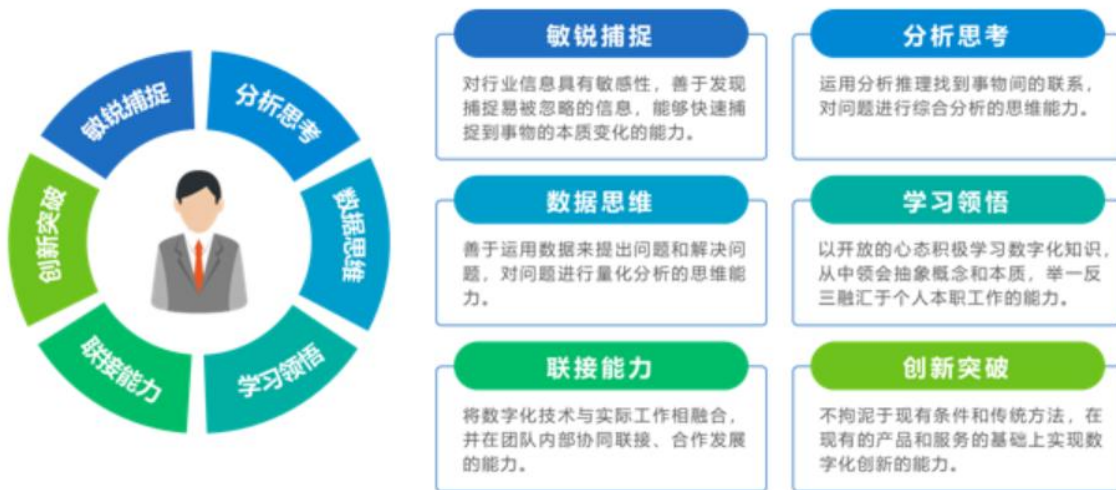 敏锐捕捉
分析思考
数据思维
学习领悟
联接能力
创新突破
敏锐捕捉
对行业信息具有敏感性，善于发现
捕捉易被忽略的信息，能够快速捕
捉到事物的本质变化的能力。
分析思考
运用分析推理找到事物间的联系，
对问题进行综合分析的思维能力。
数据思维
善于运用数据来提出问题和解决问
题，对问题进行量化分析的思维能
力。
学习领悟
以开放的心态积极学习数字化知识，
从中领会抽象概念和本质，举一反
三融汇于个人本职工作的能力。
联接能力
将数字化技术与实际工作相融合，
并在团队内部协同联接、合作发展
的能力。
创新突破
不拘泥于现有条件和传统方法，在
现有的产品和服务的基础上实现数
字化创新的能力。